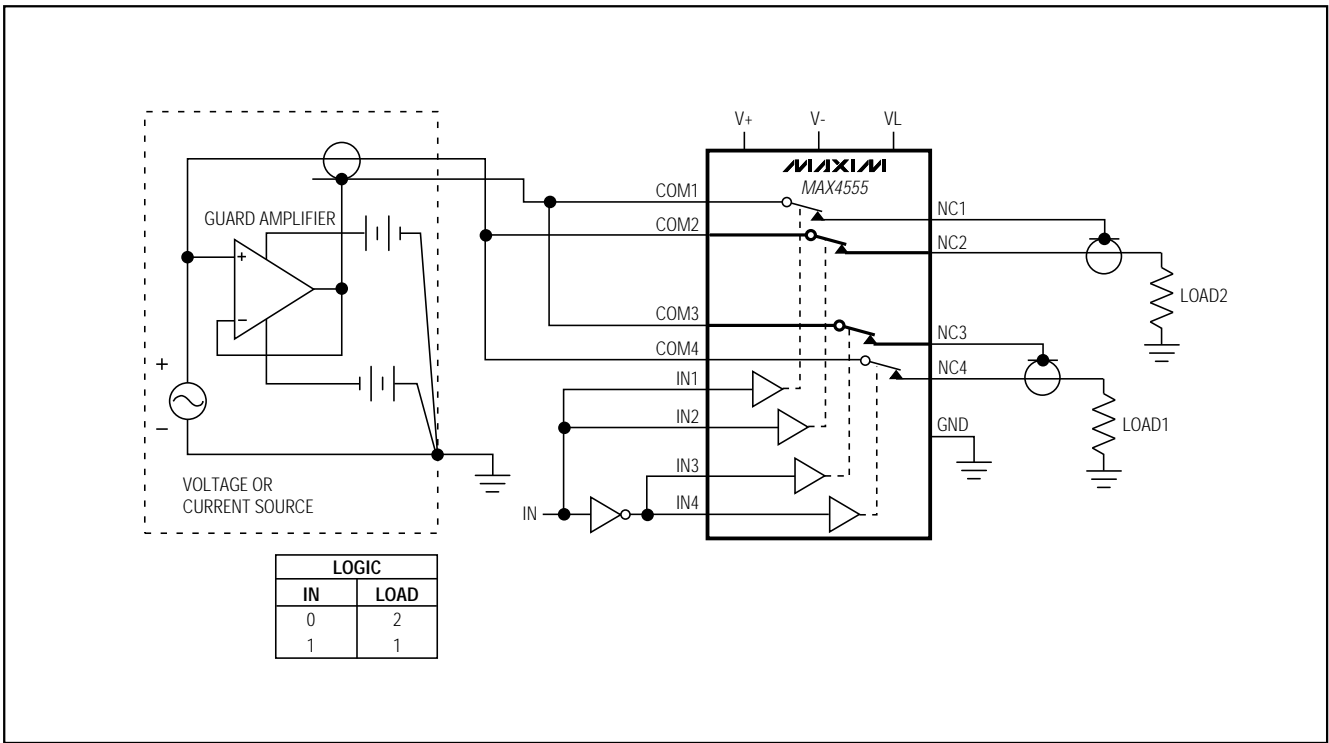 V+ V- VL
MAXIM
MAX4555
GUARD AMPLIFIER
+
−
+
−
VOLTAGE OR
CURRENT SOURCE
COM1
COM2
COM3
COM4
IN1
IN2
IN3
IN4
IN
NC1
NC2
LOAD2
NC3
NC4
LOAD1
GND
LOGIC
IN LOAD
0 2
1 1